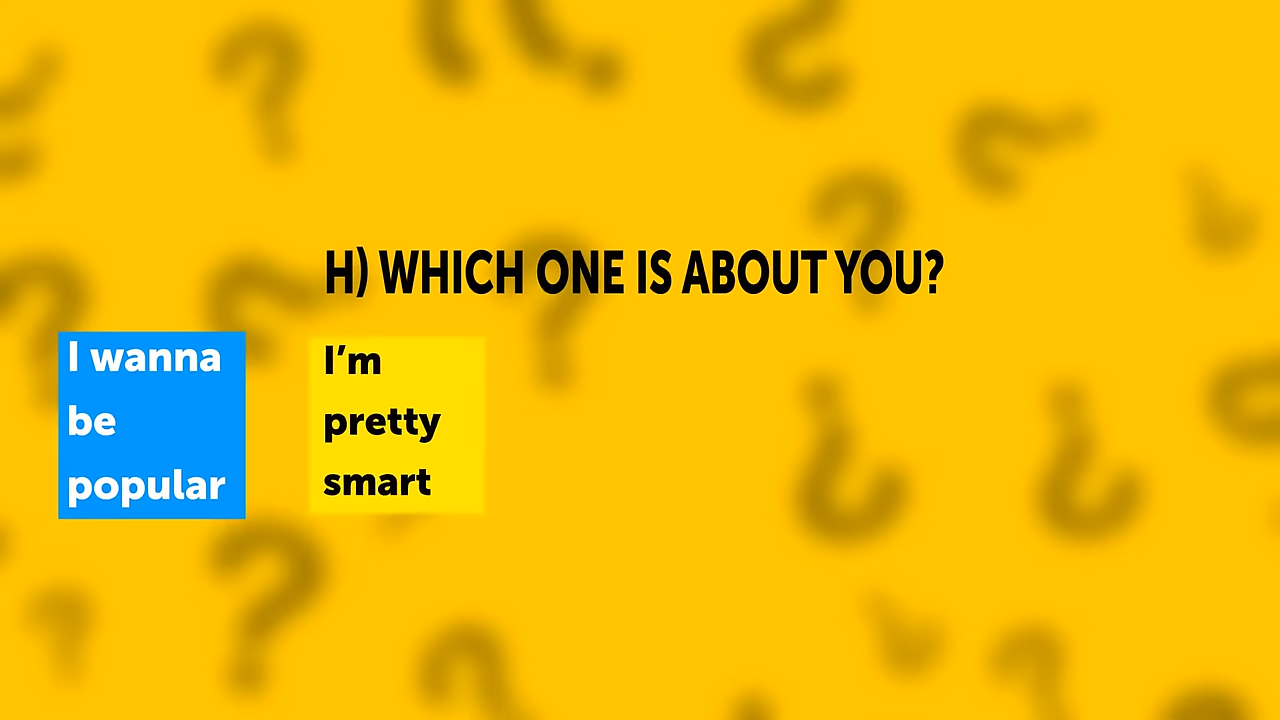 H) WHICH ONE IS ABOUT YOU?
I wanna
be
popular
I’m
pretty
smart